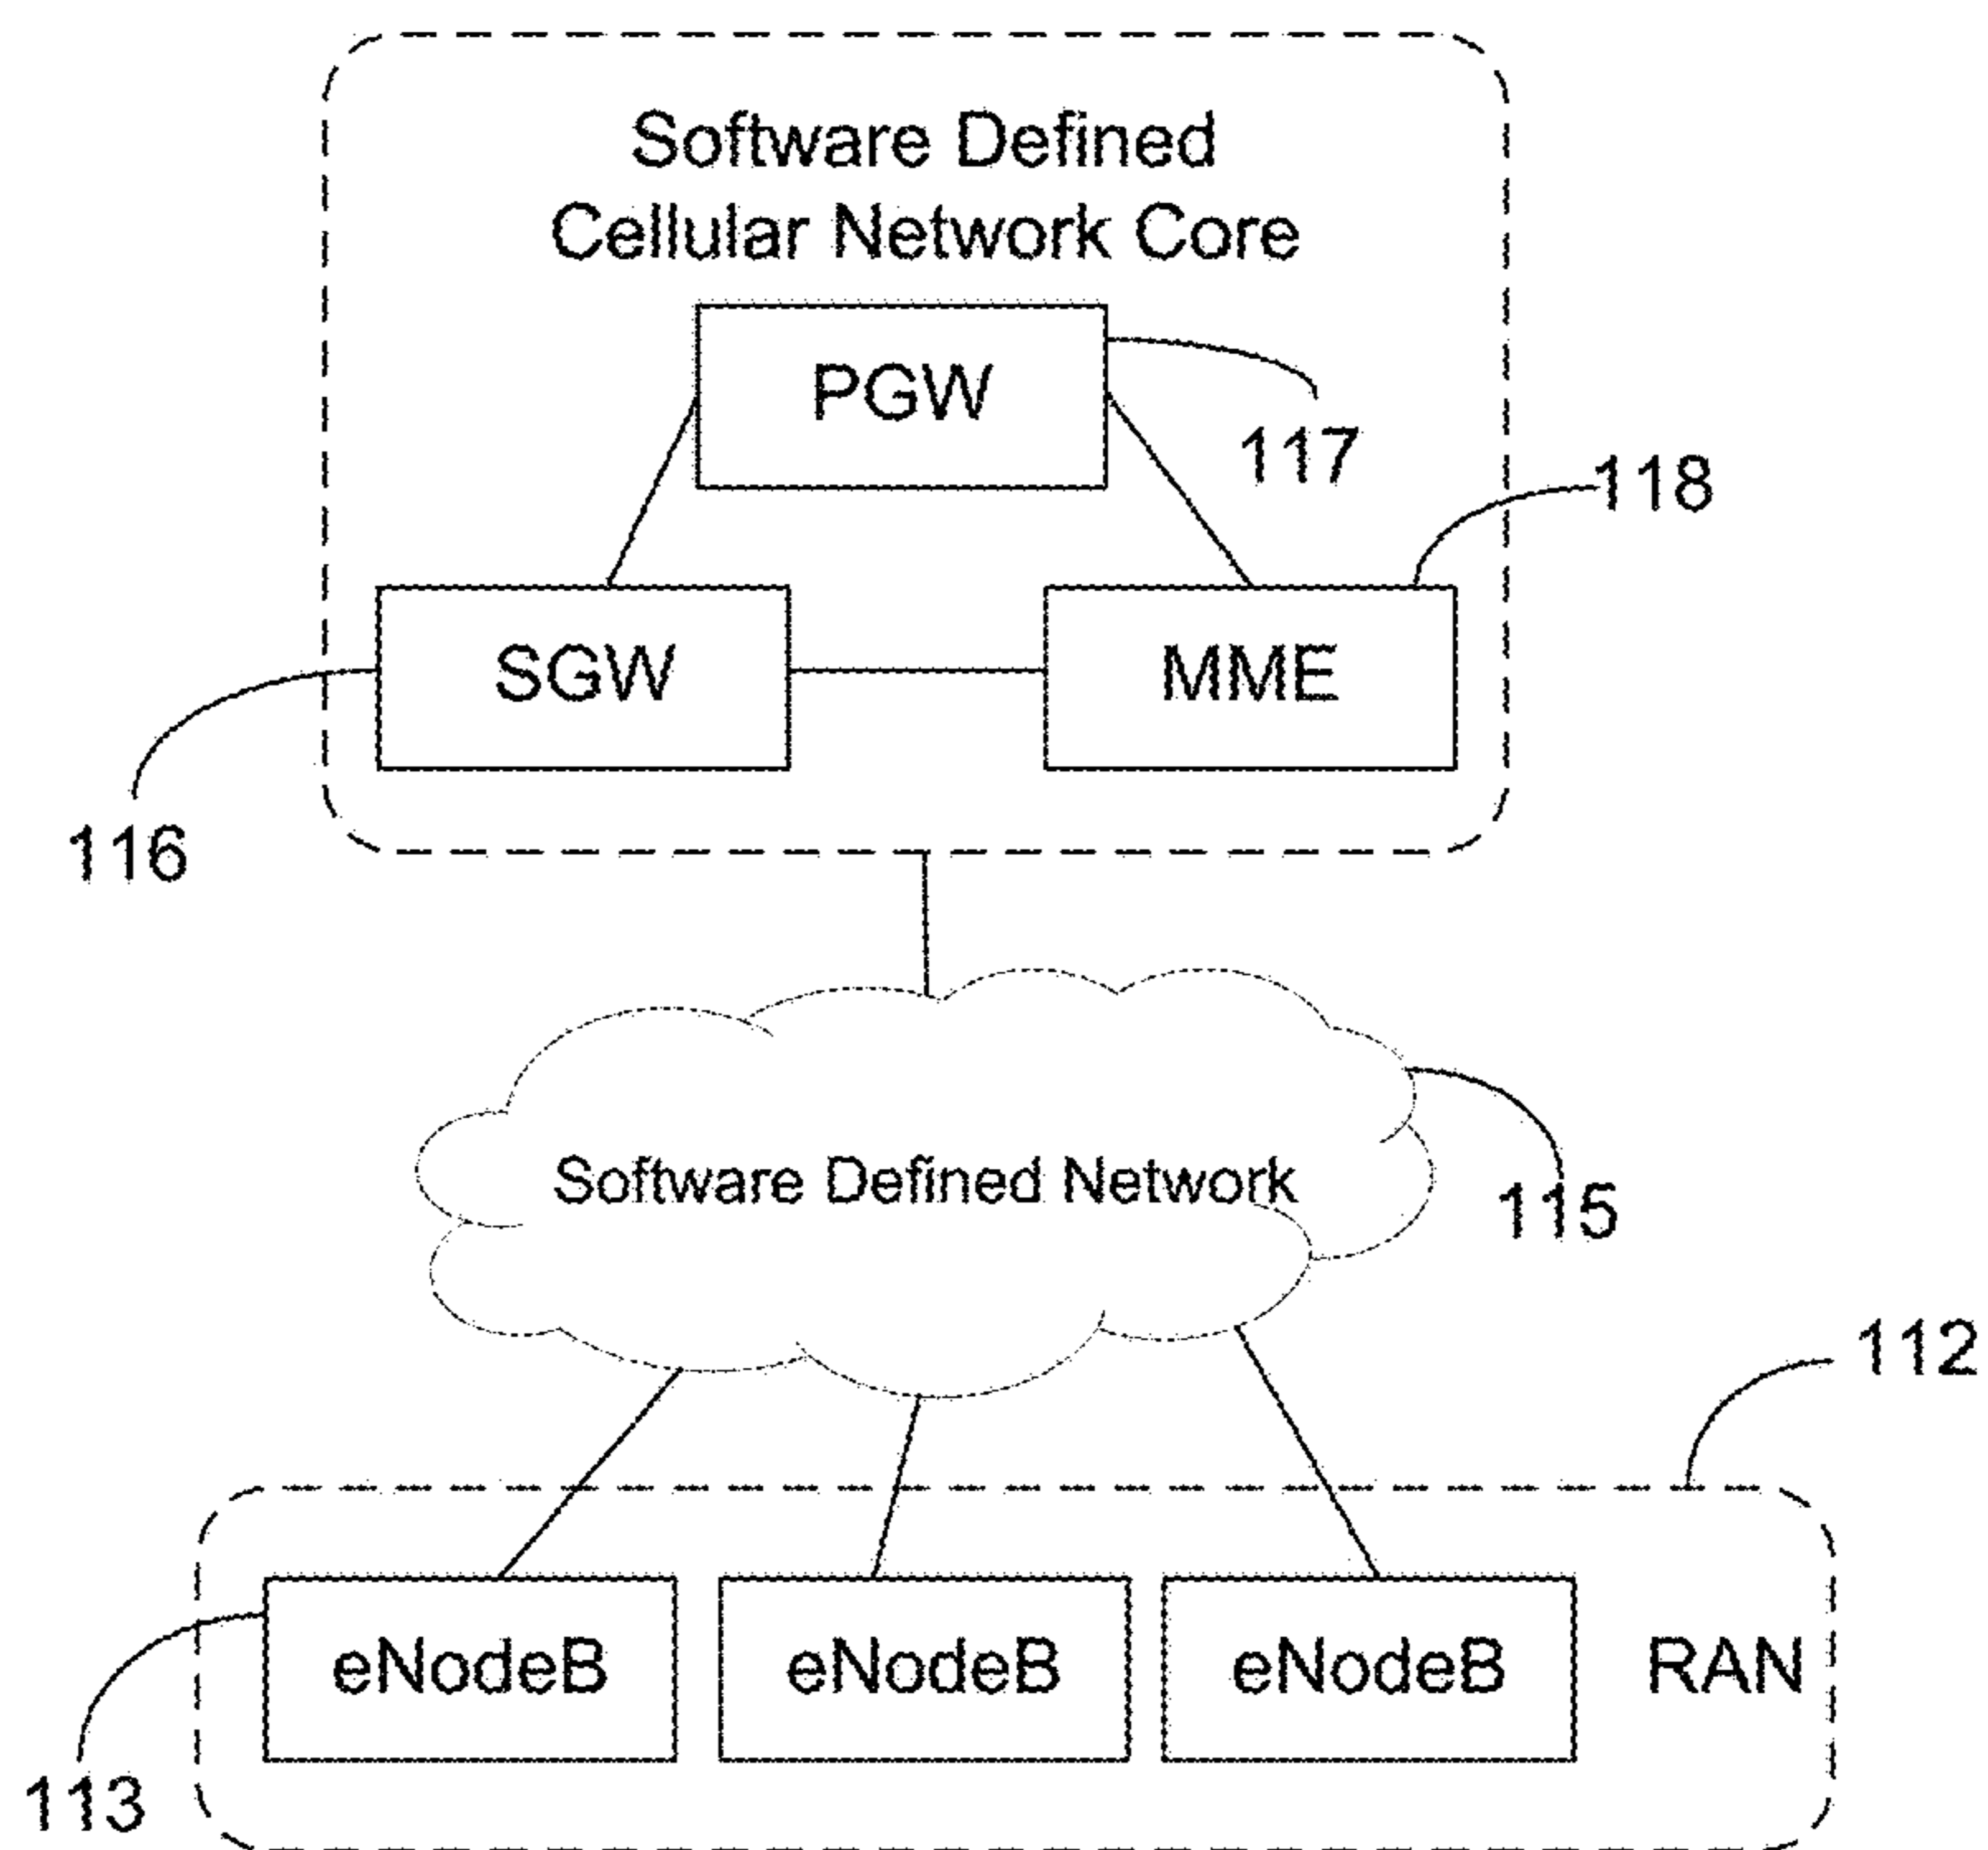 Software Defined
Cellular Network Core
PGW
117
118
SGW
MME
116
Software Defined Network
115
112
eNodeB
eNodeB
eNodeB
RAN
113